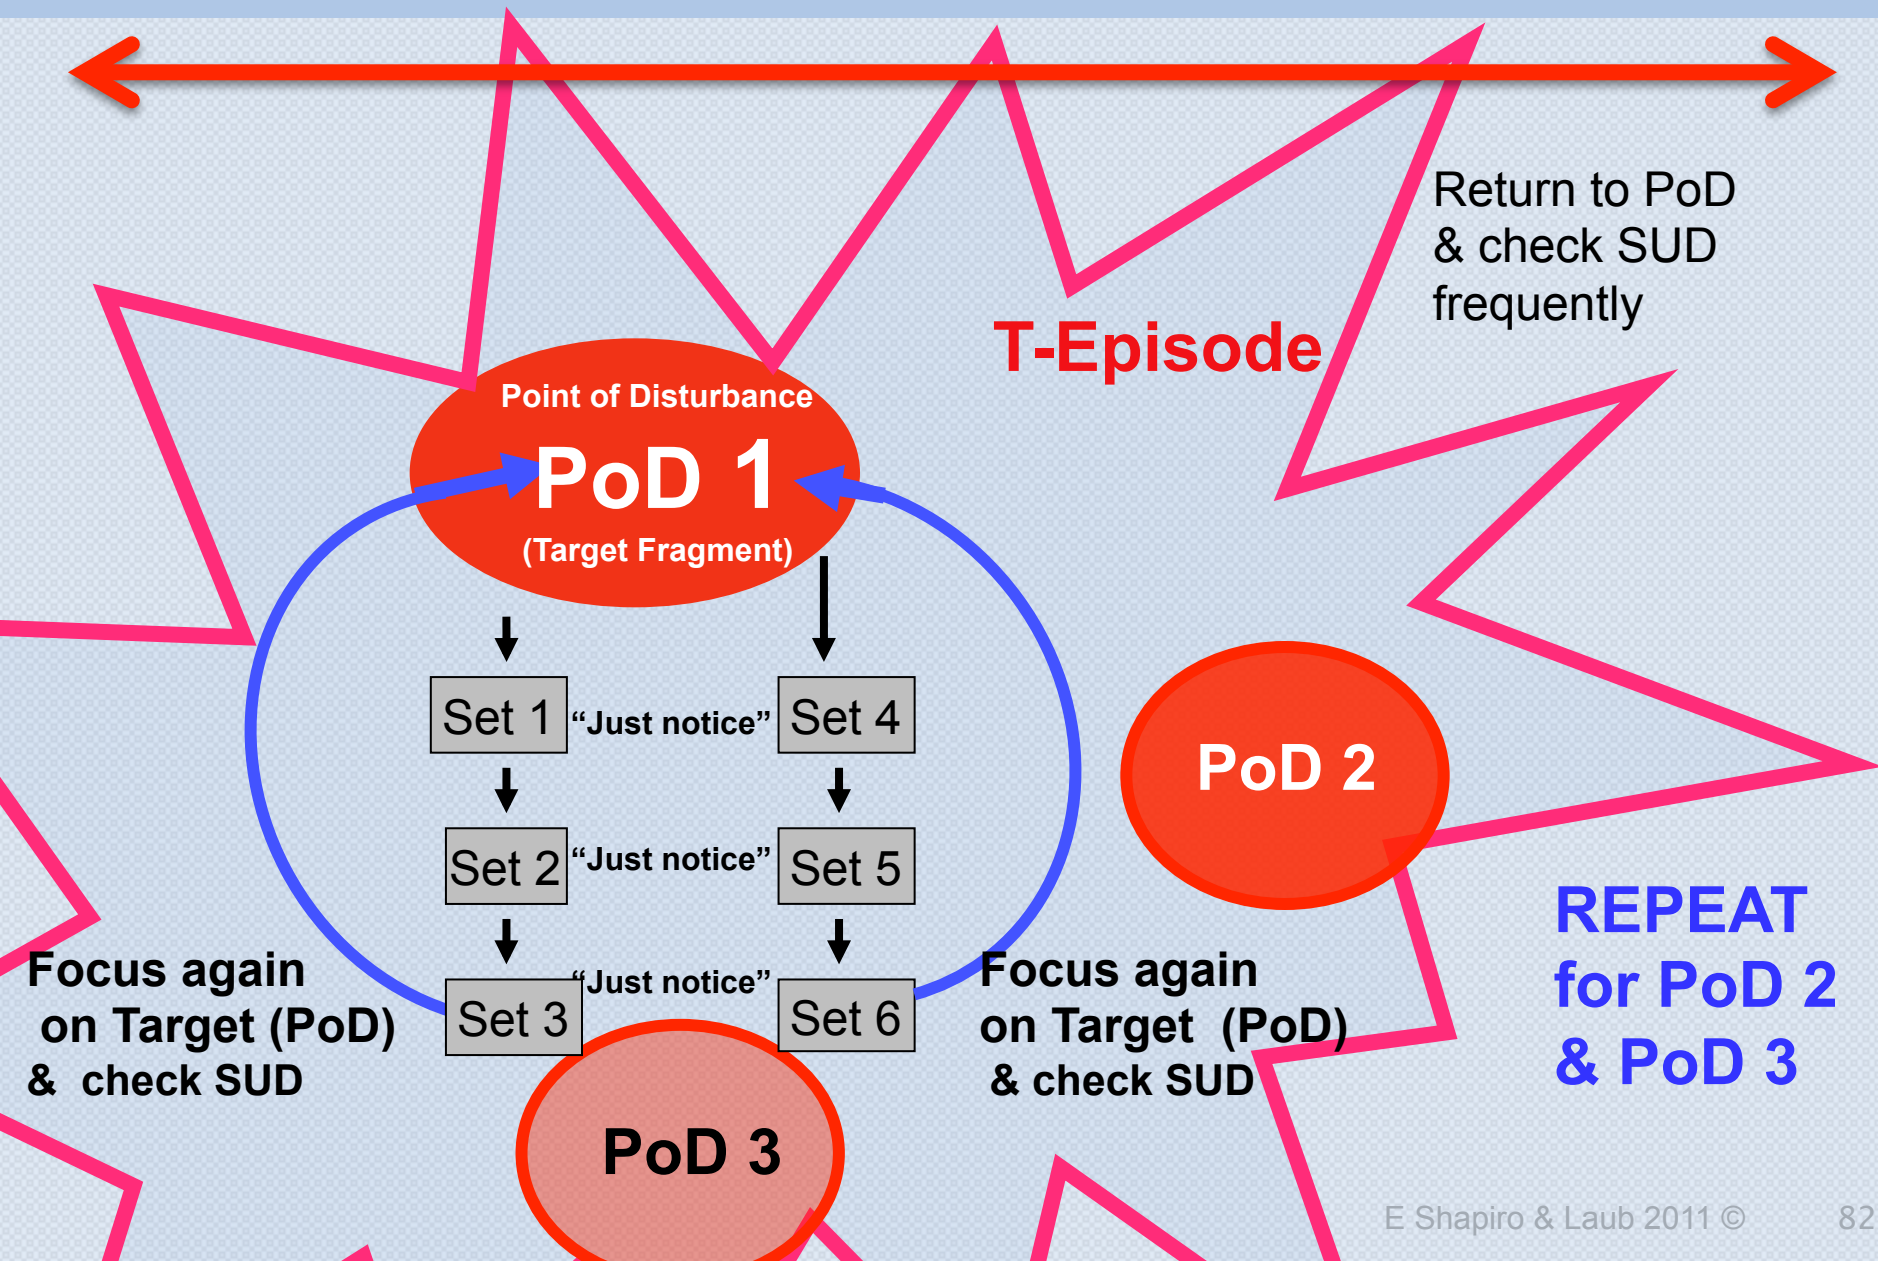 Return to PoD
& check SUD
frequently
T-Episode
Point of Disturbance
PoD 1
(Target Fragment)
Set 1 “Just notice” Set 4
PoD 2
Set 2 “Just notice” Set 5
Set 3 “Just notice” Set 6
Focus again
on Target (PoD)
& check SUD
Focus again
on Target (PoD)
& check SUD
REPEAT
for PoD 2
& PoD 3
PoD 3
E Shapiro & Laub 2011 © 82